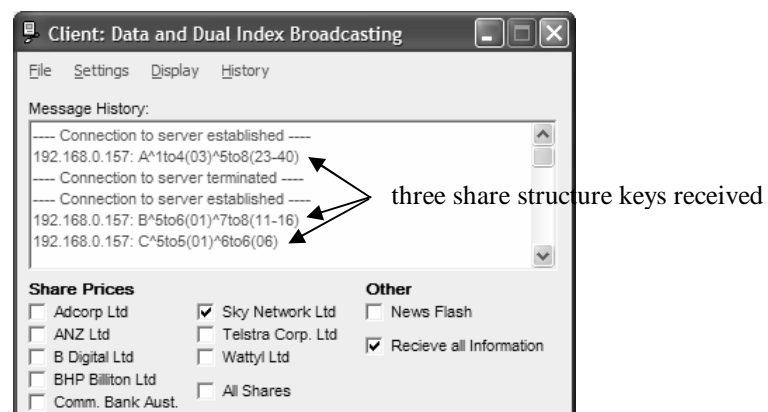 Client: Data and Dual Index Broadcasting
File Settings Display History
Message History:
---- Connection to server established ----
192.168.0.157: A^1to4(03)^5to8(23-40)
---- Connection to server terminated ----
---- Connection to server established ----
192.168.0.157: B^5to6(01)^7to8(11-16)
192.168.0.157: C^5to5(01)^6to6(06)
three share structure keys received
Share Prices
Adcorp Ltd
ANZ Ltd
B Digital Ltd
BHP Billiton Ltd
Comm. Bank Aust.
Sky Network Ltd
Telstra Corp. Ltd
Wattyl Ltd
All Shares
Other
News Flash
Recieve all Information